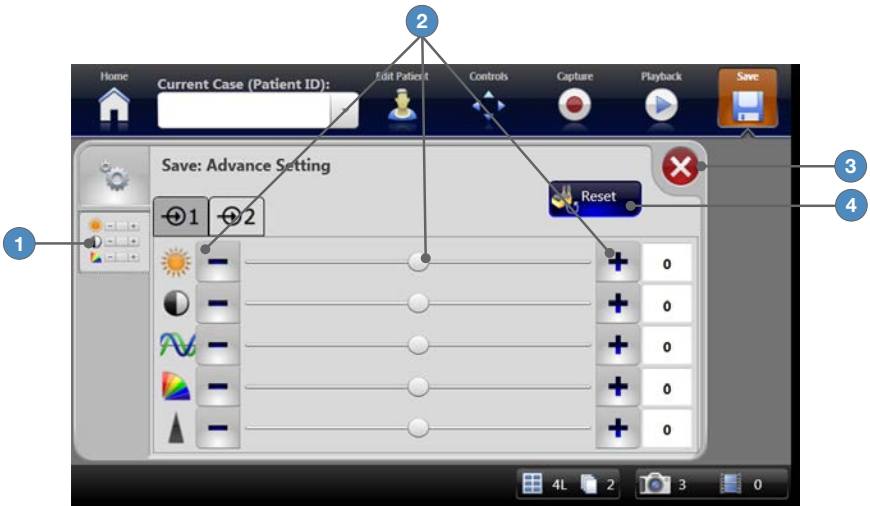 2
Home
Edit Patient
Controls
Capture
Playback
Save
Current Case (Patient ID):
Save: Advance Setting
3
Reset
4
1 2
1
0
0
0
0
0
4L 2 3 0